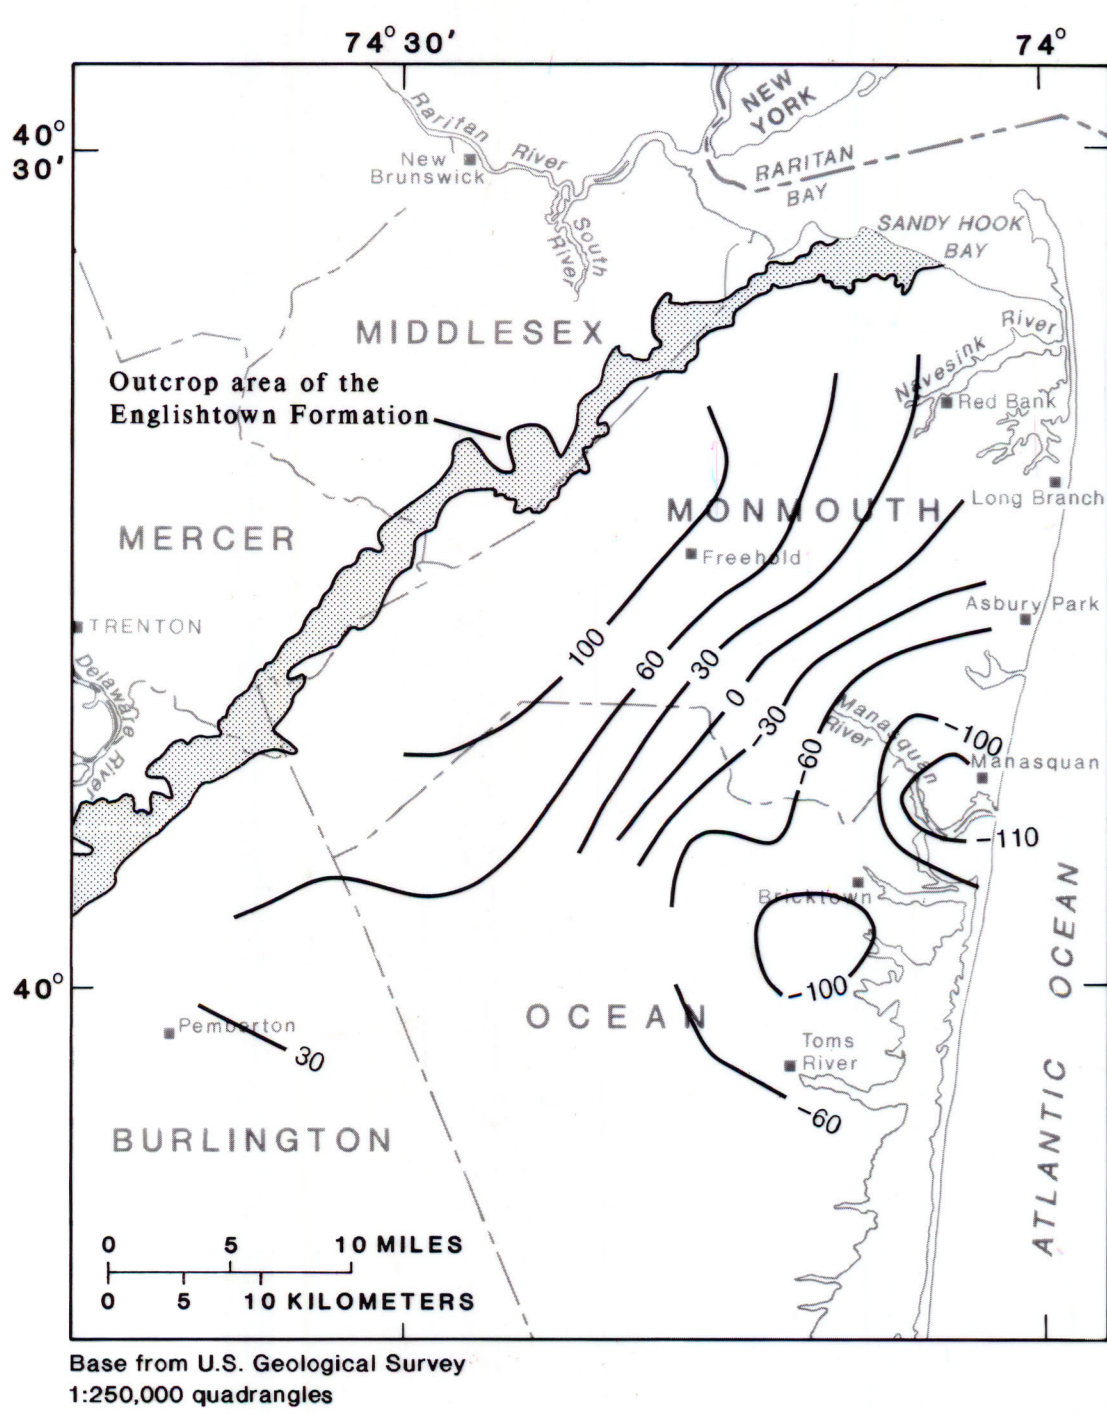 74° 30'
74°
40°
30'
Raritan
River
New
Brunswick
NEW
YORK
RARITAN
BAY
South
River
SANDY HOOK
BAY
MIDDLESEX
Navesink
River
Outcrop area of the
Englishtown Formation
Red Bank
Long Branch
MONMOUTH
MERCER
Freehold
Asbury Park
TRENTON
Delaware
River
100
60
30
0
-30
-60
Manasquan
River
Manasquan
-100
Manasquan
-110
Bricktown
-100
40°
OCEAN
Pemberton
30
Toms
River
-60
BURLINGTON
ATLANTIC OCEAN
0 5 10 MILES
0 5 10 KILOMETERS
Base from U.S. Geological Survey
1:250,000 quadrangles